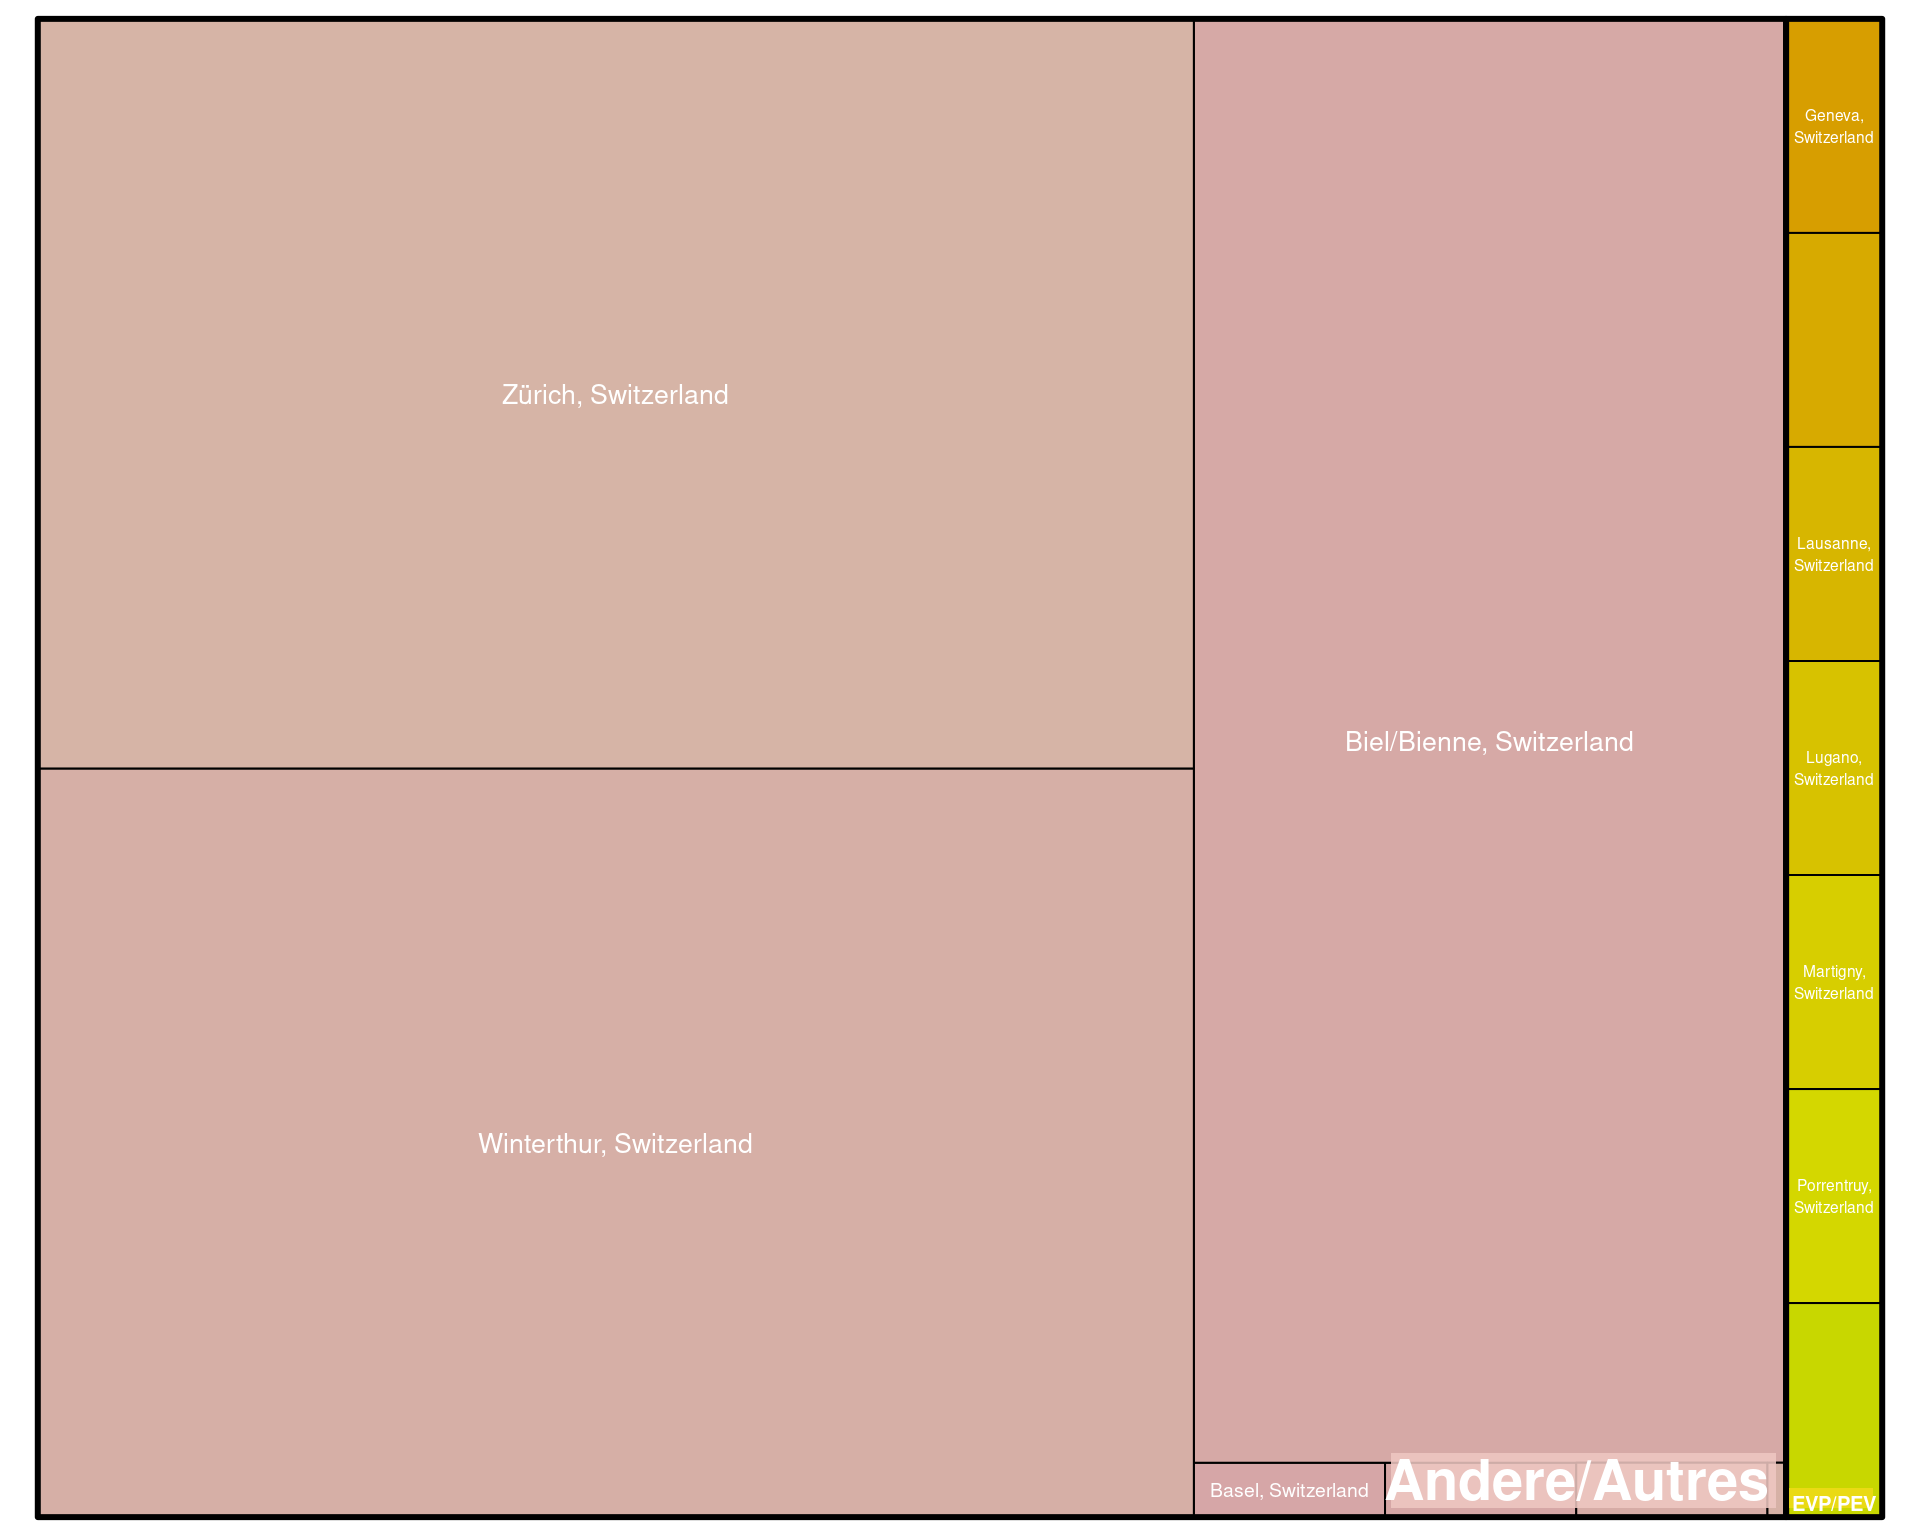 Zürich, Switzerland
Winterthur, Switzerland
Biel/Bienne, Switzerland
Basel, Switzerland
Andere/Autres
Geneva,
Switzerland
Lausanne,
Switzerland
Lugano,
Switzerland
Martigny,
Switzerland
Porrentruy,
Switzerland
EVP/PEV